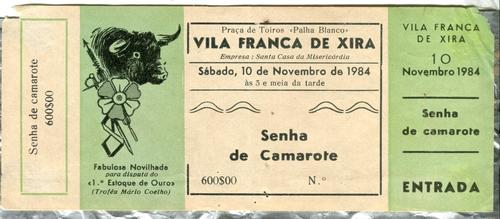 Senha de camarote
600$00
Fabulosa Novilhada
para disputa do
«1.º Estoque de Ouro»
(Troféu Mário Coelho)
Praça de Toiros «Palha Blanco»
VILA FRANCA DE XIRA
Empresa : Santa Casa da Misericórdia
Sábado, 10 de Novembro de 1984
às 3 e meia da tarde
Senha
de Camarote
600$00 N.º
VILA FRANCA
DE XIRA
10
Novembro 1984
Senha
de camarote
ENTRADA